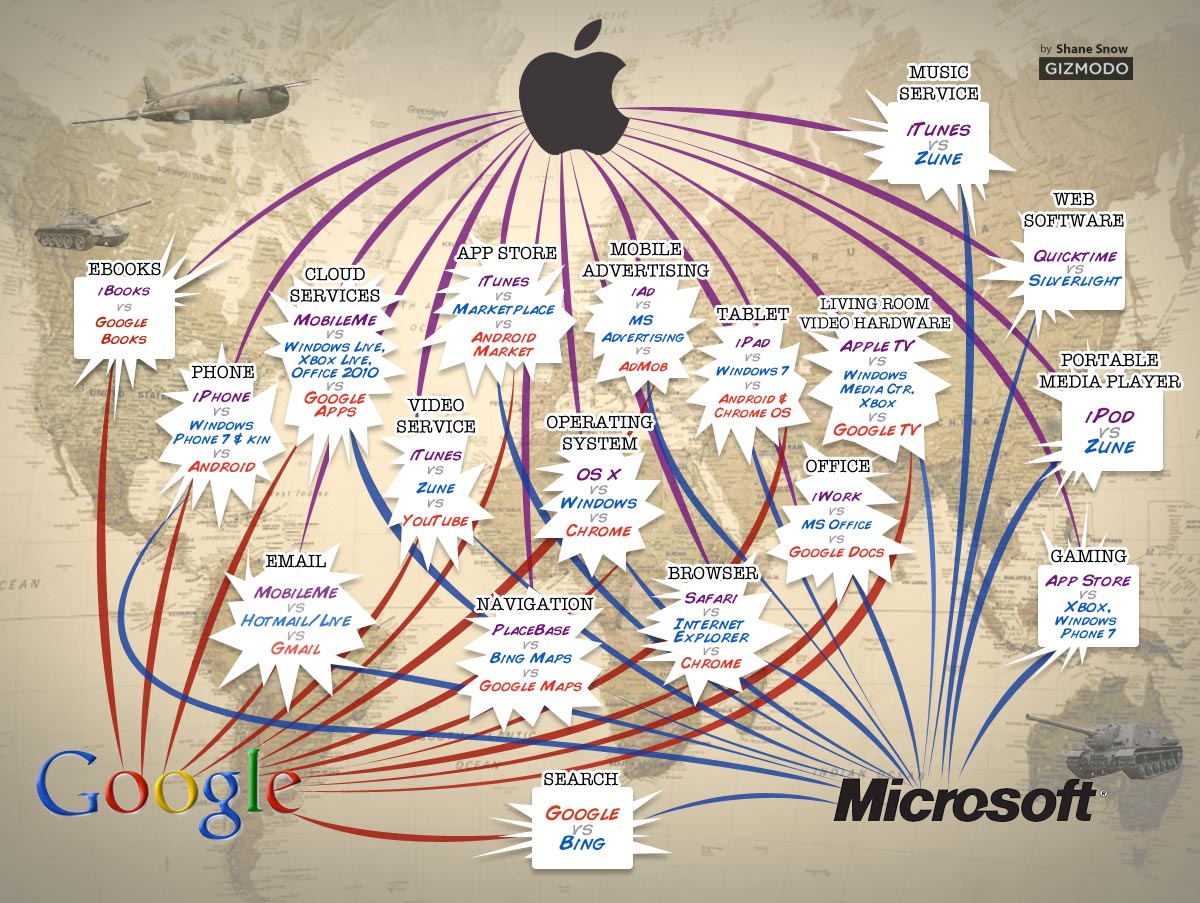 by Shane Snow
GIZMODO
MUSIC
SERVICE
iTUNES
VS
ZUNE
WEB
SOFTWARE
QUICKTIME
VS
SILVERLIGHT
EBOOKS
iBOOKS
VS
GOOGLE
BOOKS
CLOUD
SERVICES
MOBILEME
VS
WINDOWS LIVE,
XBOX LIVE,
OFFICE 2010
VS
GOOGLE
APPS
APP STORE
iTUNES
VS
MARKETPLACE
VS
ANDROID
MARKET
MOBILE
ADVERTISING
iAD
VS
MS
ADVERTISING
VS
ADMOB
TABLET
iPAD
VS
WINDOWS 7
VS
ANDROID &
CHROME OS
LIVING ROOM
VIDEO HARDWARE
APPLE TV
VS
WINDOWS
MEDIA CTR,
XBOX
VS
GOOGLE TV
PORTABLE
MEDIA PLAYER
iPOD
VS
ZUNE
PHONE
iPHONE
VS
WINDOWS
PHONE 7 & KIN
VS
ANDROID
VIDEO
SERVICE
iTUNES
VS
ZUNE
VS
YOUTUBE
OPERATING
SYSTEM
OS X
VS
WINDOWS
VS
CHROME
OFFICE
iWORK
VS
MS OFFICE
VS
GOOGLE DOCS
EMAIL
MOBILEME
VS
HOTMAIL/LIVE
VS
GMAIL
NAVIGATION
PLACEBASE
VS
BING MAPS
VS
GOOGLE MAPS
BROWSER
SAFARI
VS
INTERNET
EXPLORER
VS
CHROME
GAMING
APP STORE
VS
XBOX,
WINDOWS
PHONE 7
Google
SEARCH
GOOGLE
VS
BING
Microsoft®